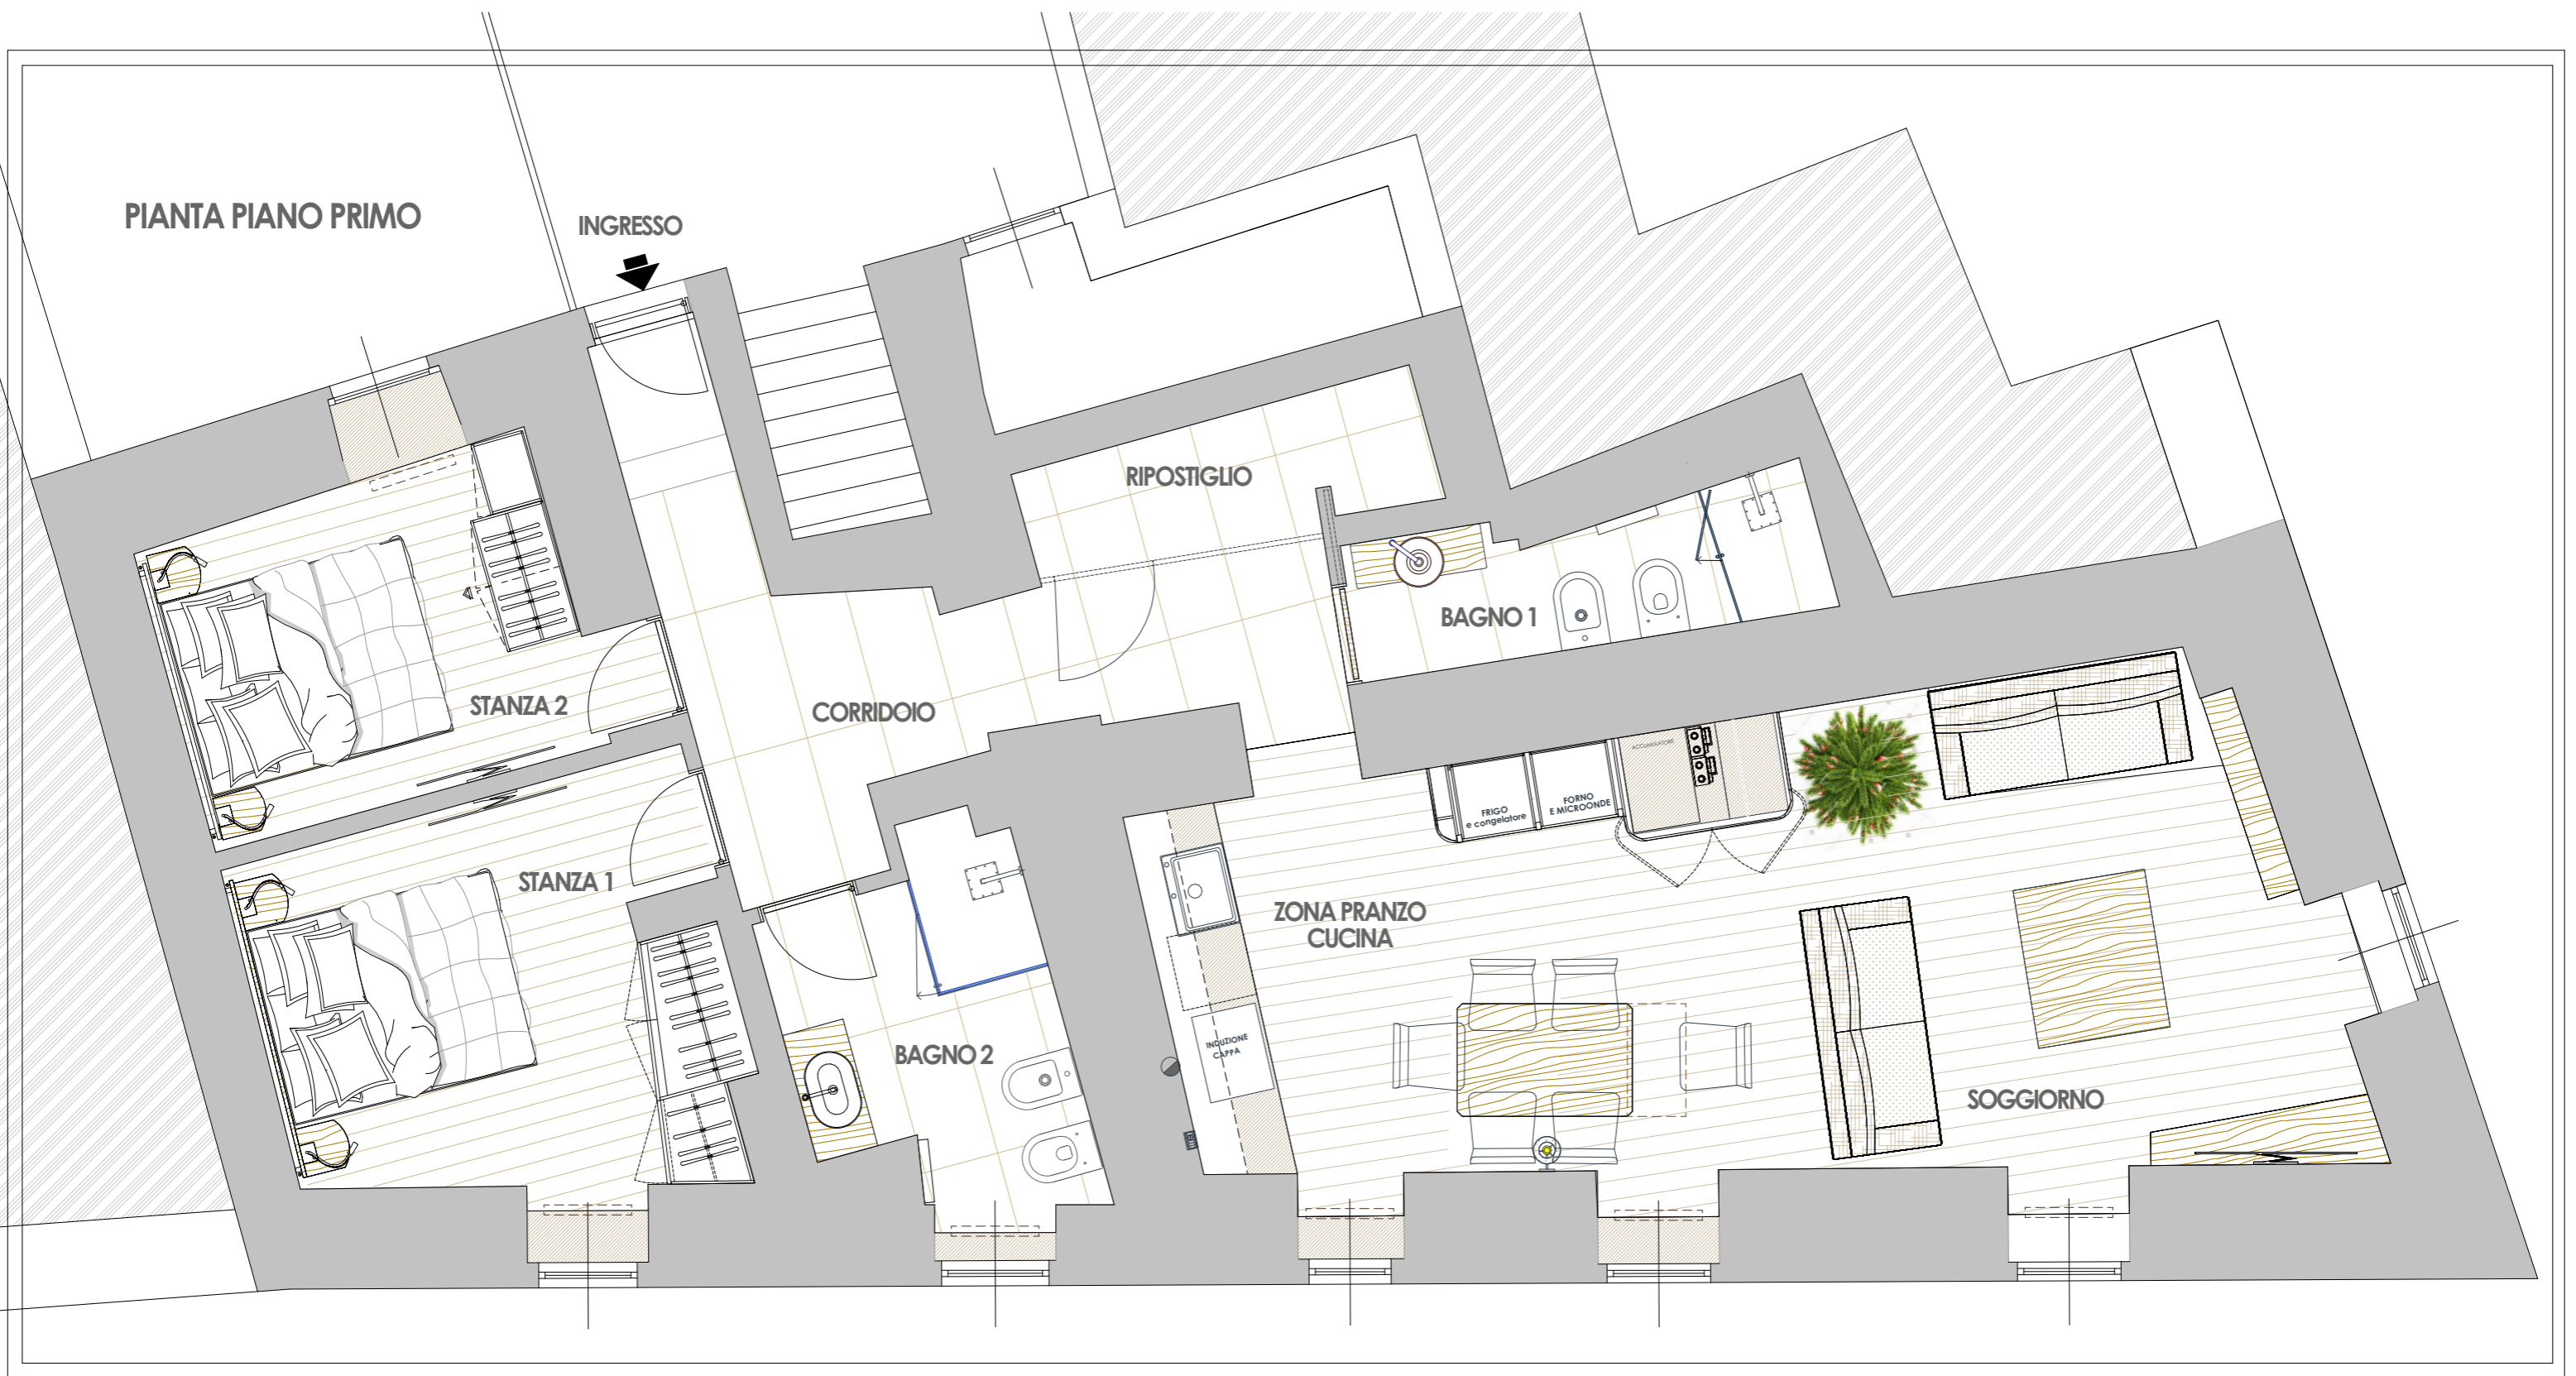 PIANTA PIANO PRIMO
INGRESSO
RIPOSTIGLIO
BAGNO 1
STANZA 2
CORRIDOIO
ACCUMULATORE
FRIGO
e congelatore
FORNO
E MICROONDE
STANZA 1
ZONA PRANZO
CUCINA
INDUZIONE
CAPPA
BAGNO 2
SOGGIORNO